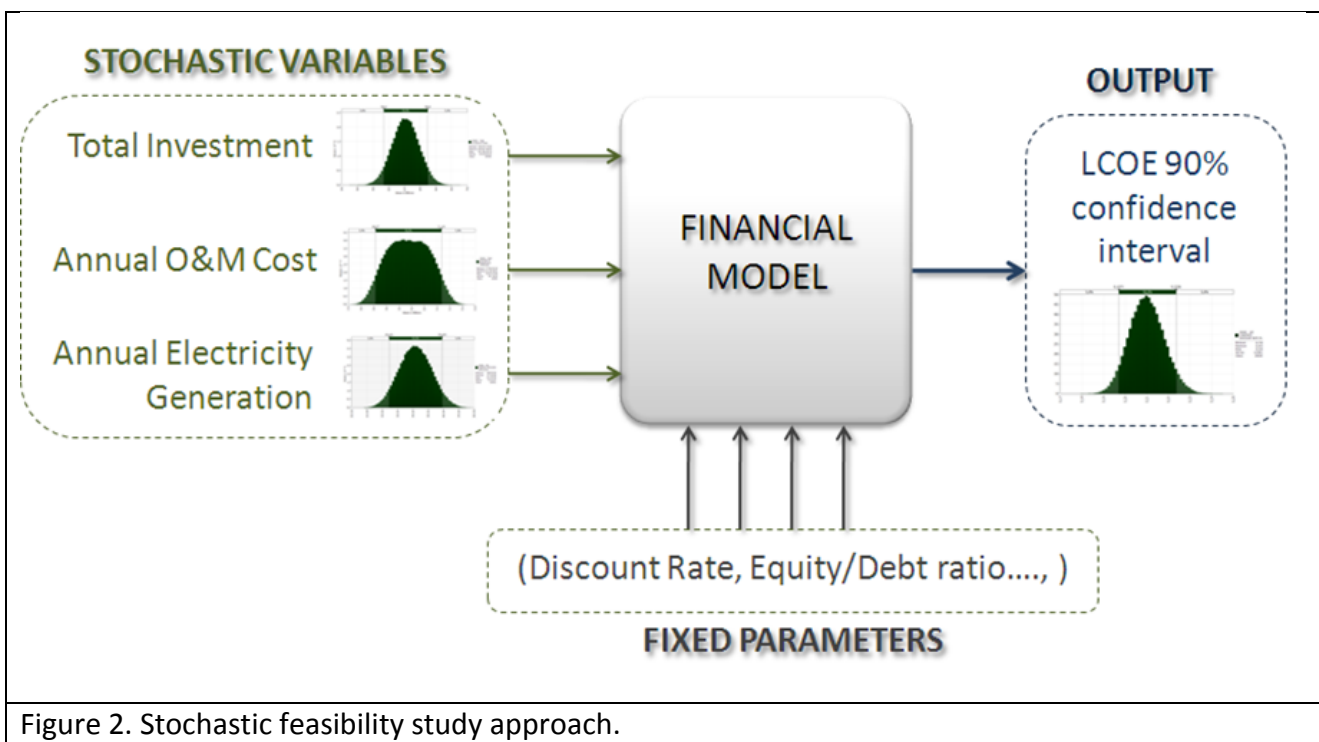 STOCHASTIC VARIABLES
Total Investment
Annual O&M Cost
Annual Electricity
Generation
FINANCIAL
MODEL
OUTPUT
LCOE 90%
confidence
interval
(Discount Rate, Equity/Debt ratio...., )
FIXED PARAMETERS
Figure 2. Stochastic feasibility study approach.